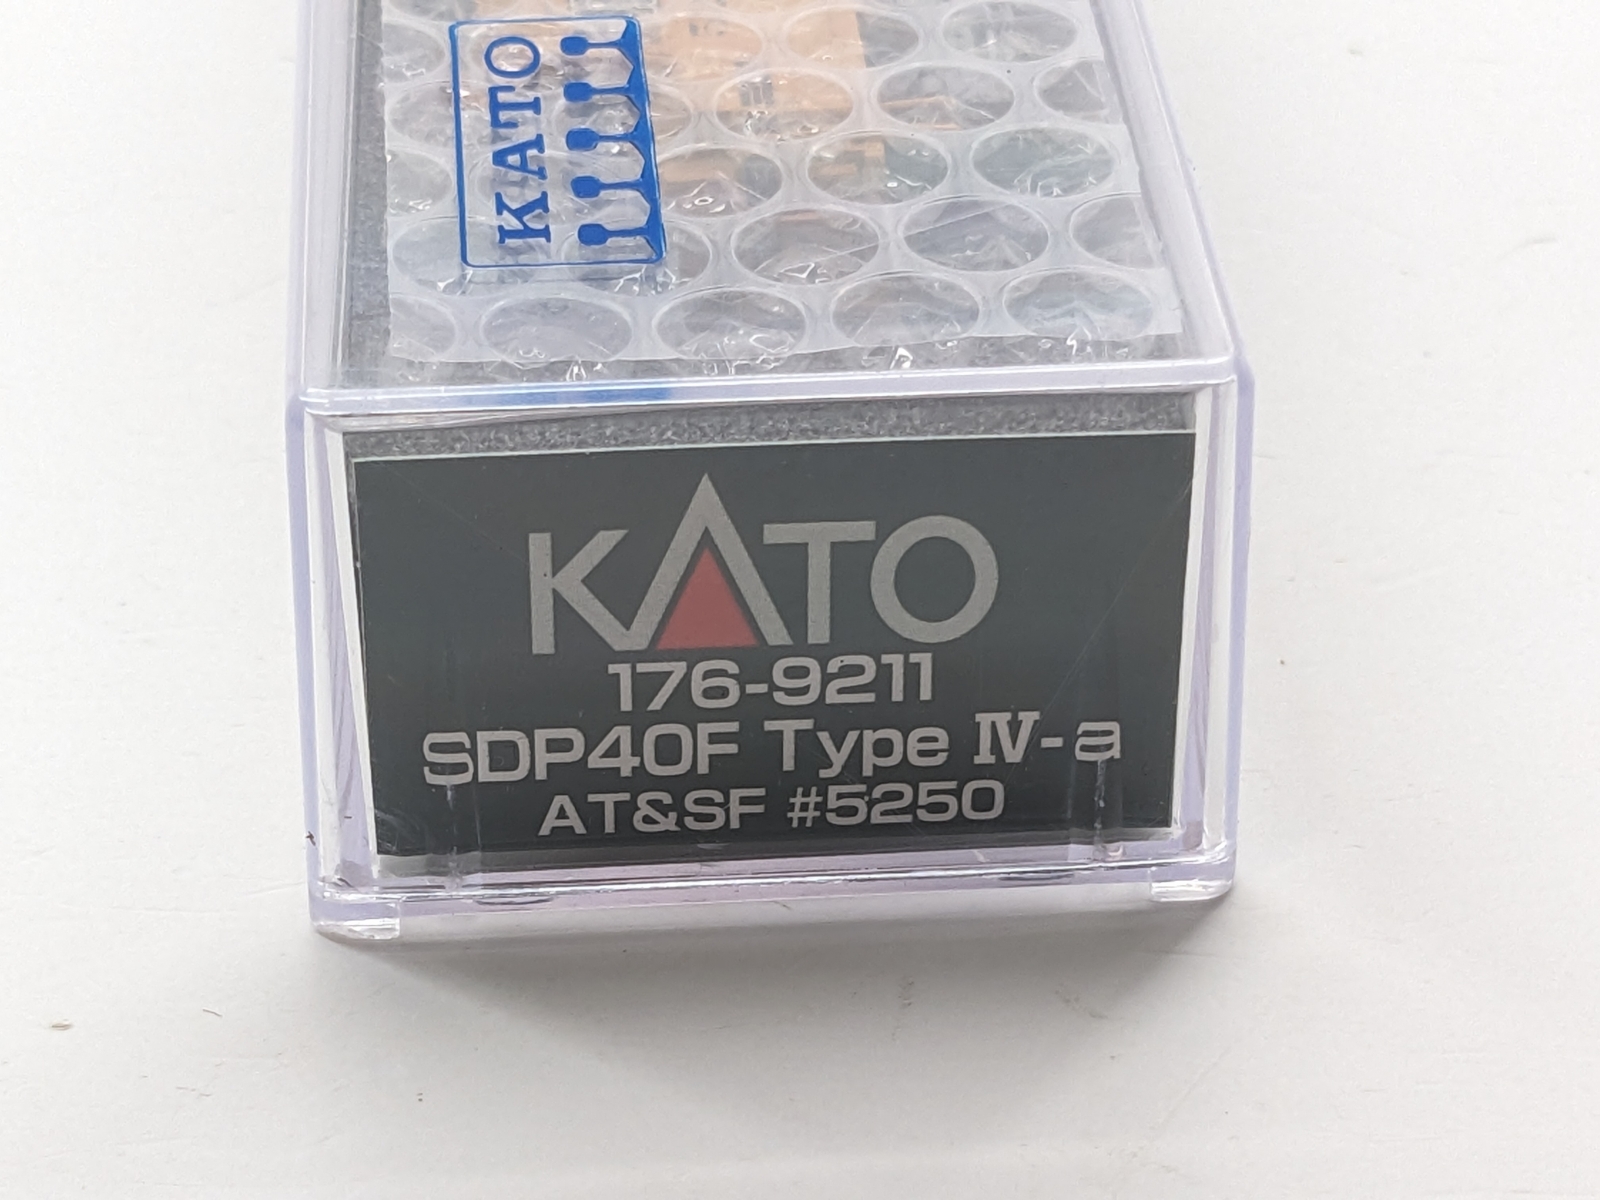 KATO
KATO
176-9211
SDP40F Type Ⅳ-a
AT&SF #5250